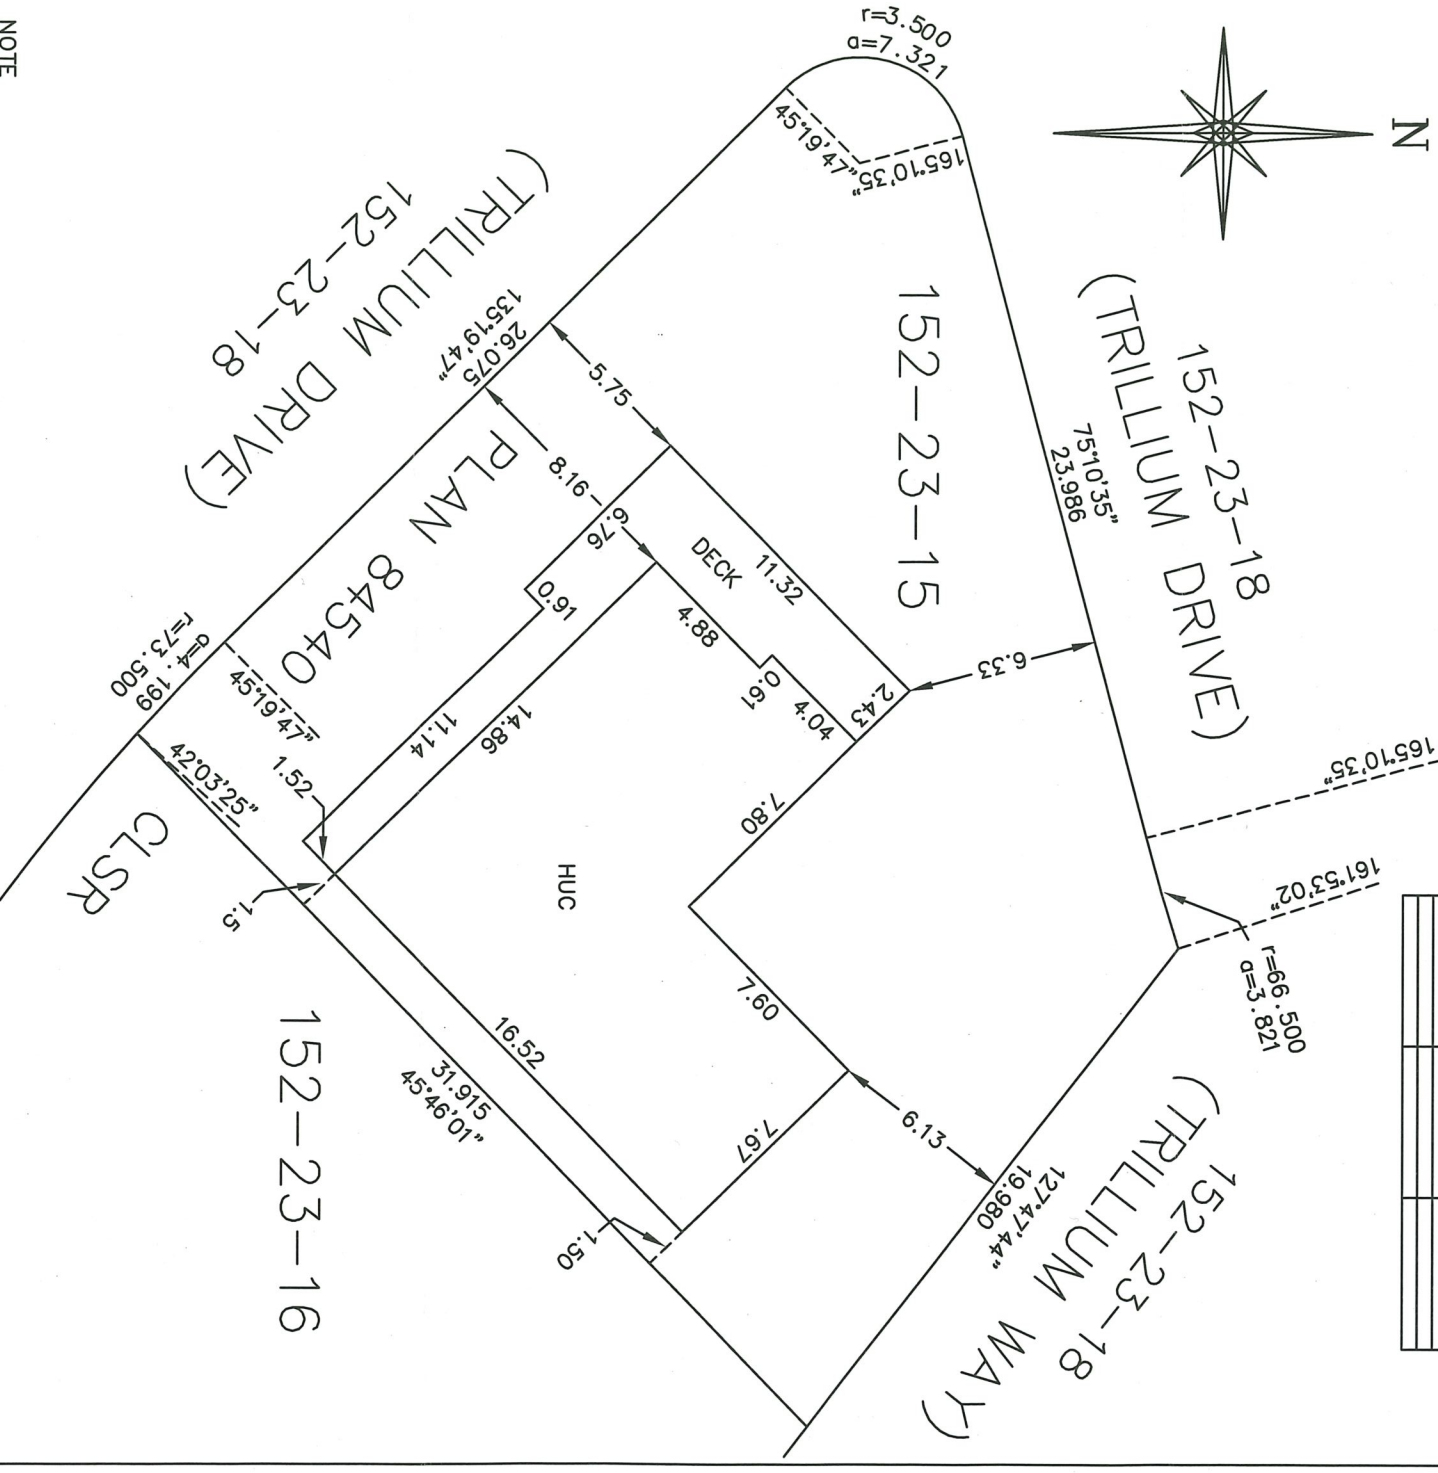 N
NOTE
r=3.500
a=7.321
45°19'47"
165°10'35"
152-23-18
(TRILLIUM DRIVE)
75°10'35"
23.986
165°10'35"
161°53'02"
r=66.500
a=3.821
152-23-18
(TRILLIUM WAY)
127°47'44"
19.980
152-23-15
(TRILLIUM DRIVE)
152-23-18
26.075
135°19'47"
PLAN 84540
CLSR
a=4.199
r=73.500
45°19'47"
42°03'25"
5.75
8.16
6.76
0.91
DECK
11.32
4.88
0.61
4.04
2.43
6.33
14.86
11.14
1.52
1.5
7.80
HUC
7.60
6.13
7.67
16.52
31.915
45°46'01"
1.50
152-23-16